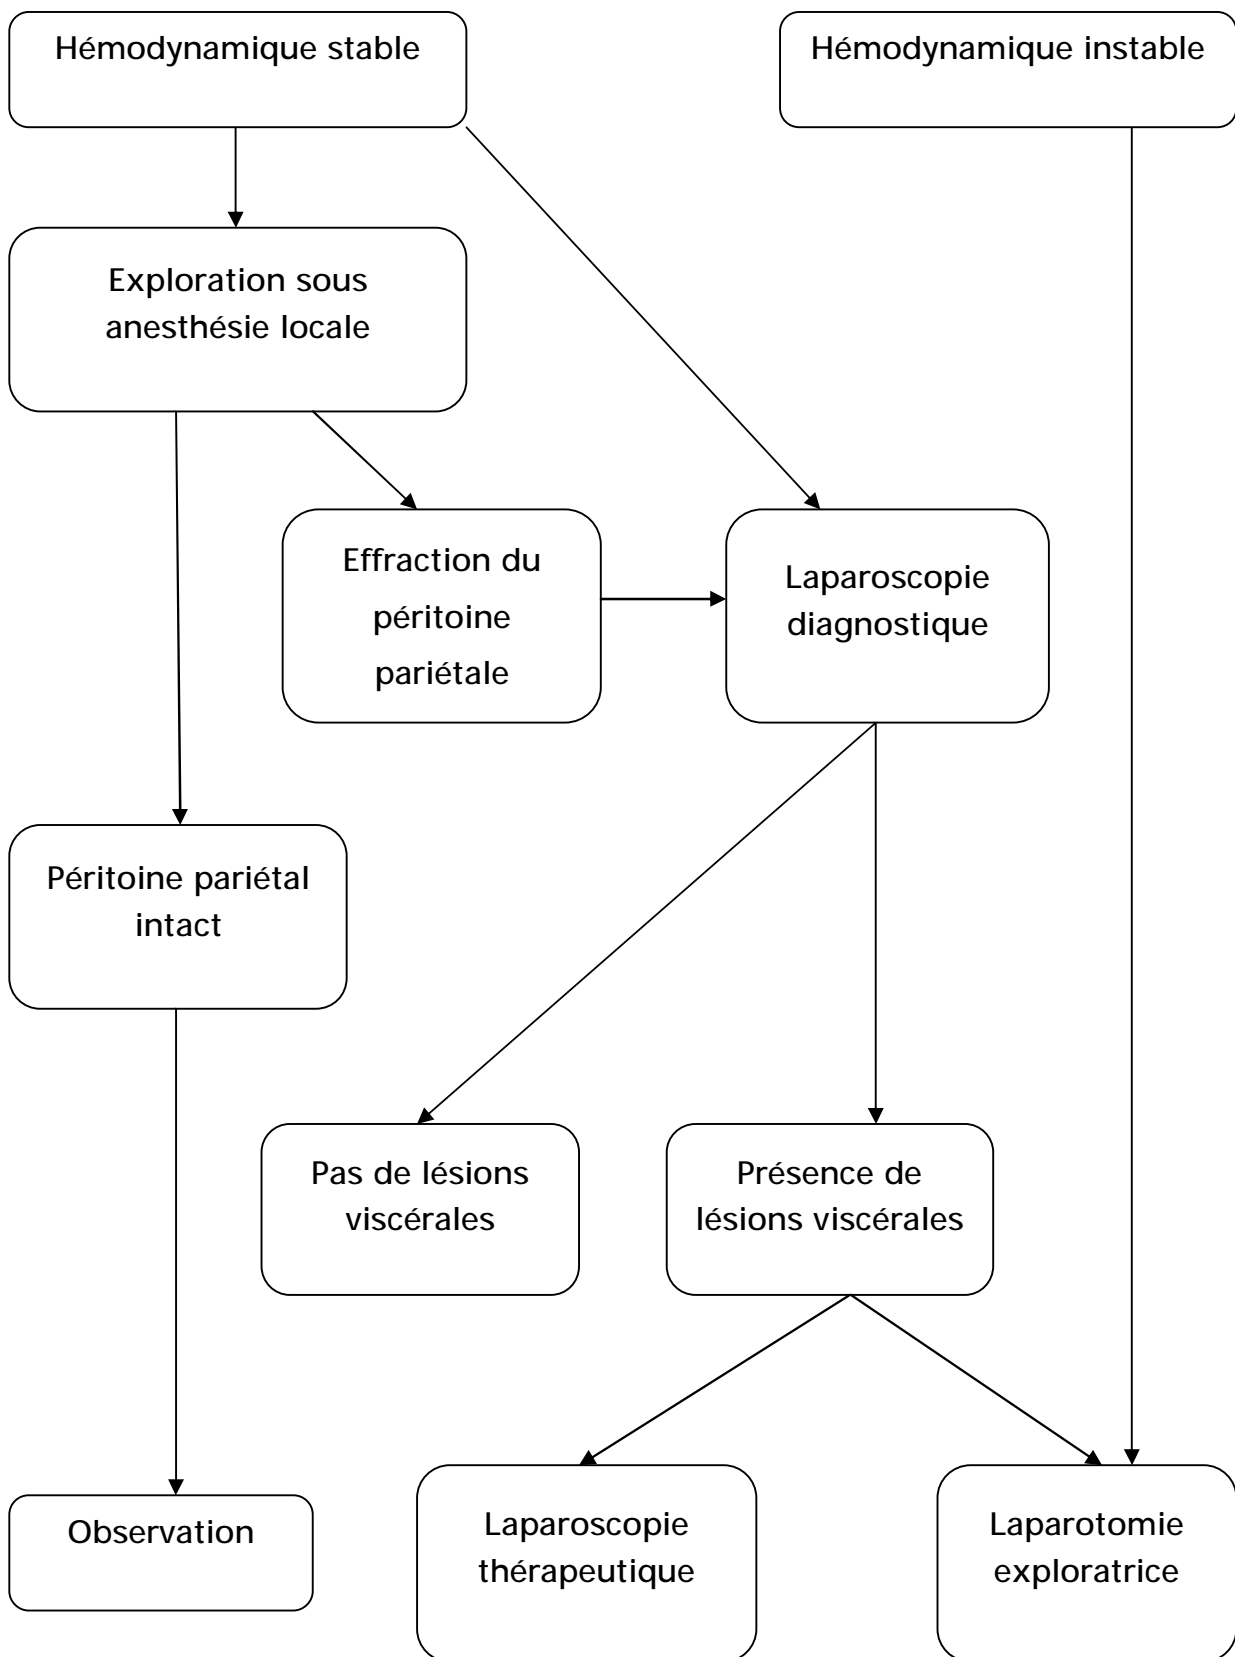 Hémodynamique stable
Hémodynamique instable
Exploration sous
anesthésie locale
Effraction du
péritoine
pariétale
Laparoscopie
diagnostique
Péritoine pariétal
intact
Pas de lésions
viscérales
Présence de
lésions viscérales
Observation
Laparoscopie
thérapeutique
Laparotomie
exploratrice